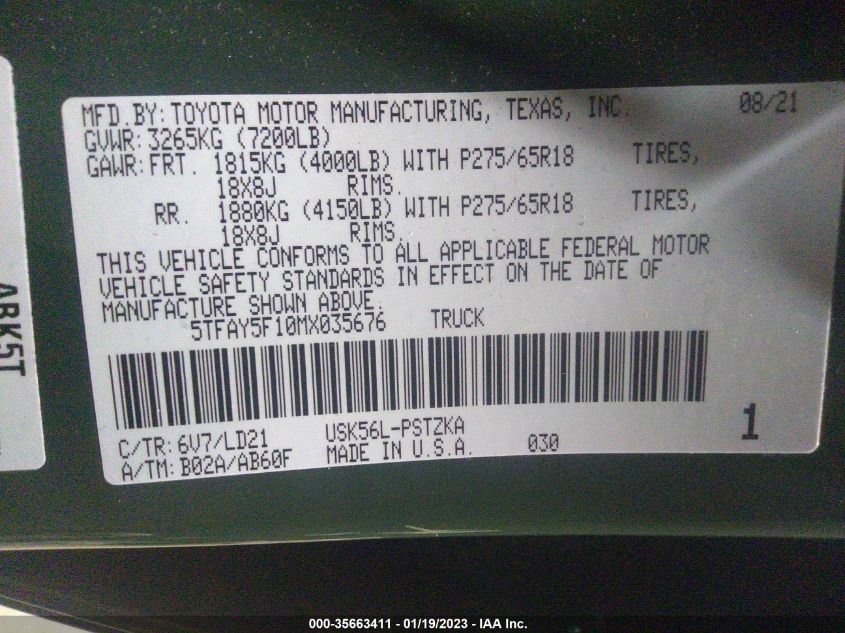 MFD.BY: TOYOTA MOTOR MANUFACTURING, TEXAS, INC. 08/21
GVWR: 3265KG (7200LB)
GAWR: FRT. 1815KG (4000LB) WITH P275/65R18 TIRES,
18X8J RIMS.
RR. 1880KG (4150LB) WITH P275/65R18 TIRES,
18X8J RIMS.
THIS VEHICLE CONFORMS TO ALL APPLICABLE FEDERAL MOTOR
VEHICLE SAFETY STANDARDS IN EFFECT ON THE DATE OF
MANUFACTURE SHOWN ABOVE.
5TFAY5F10MX035676 TRUCK
C/TR: 6V7/LD21 USK56L-PSTZKA 1
A/TM: B02A/AB60F MADE IN U.S.A. 030
ABK5T
000-35663411 - 01/19/2023 - IAA Inc.